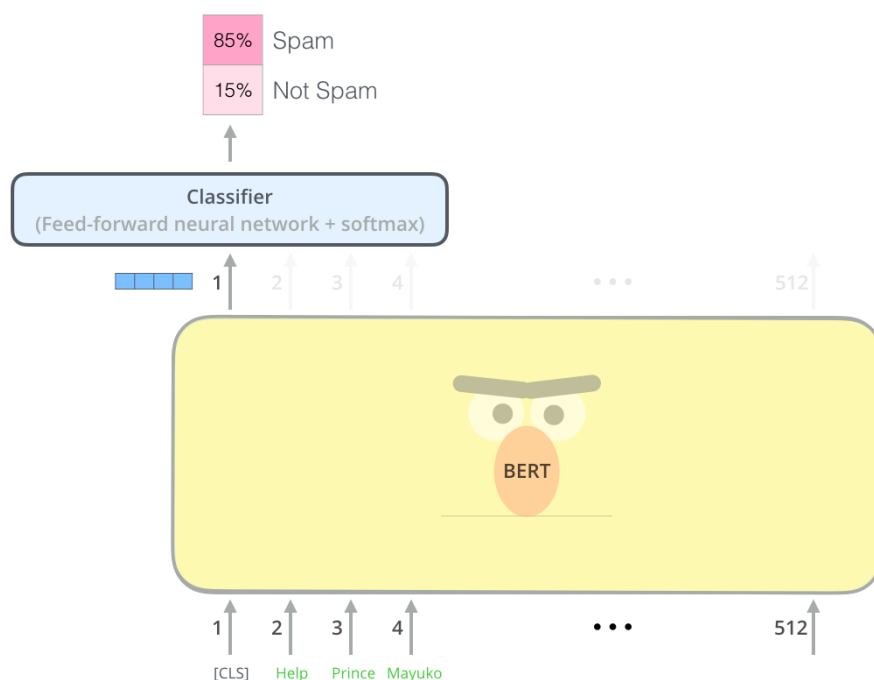 85% Spam
15% Not Spam
Classifier
(Feed-forward neural network + softmax)
1 2 3 4 ••• 512
BERT
1 2 3 4 ••• 512
[CLS] Help Prince Mayuko